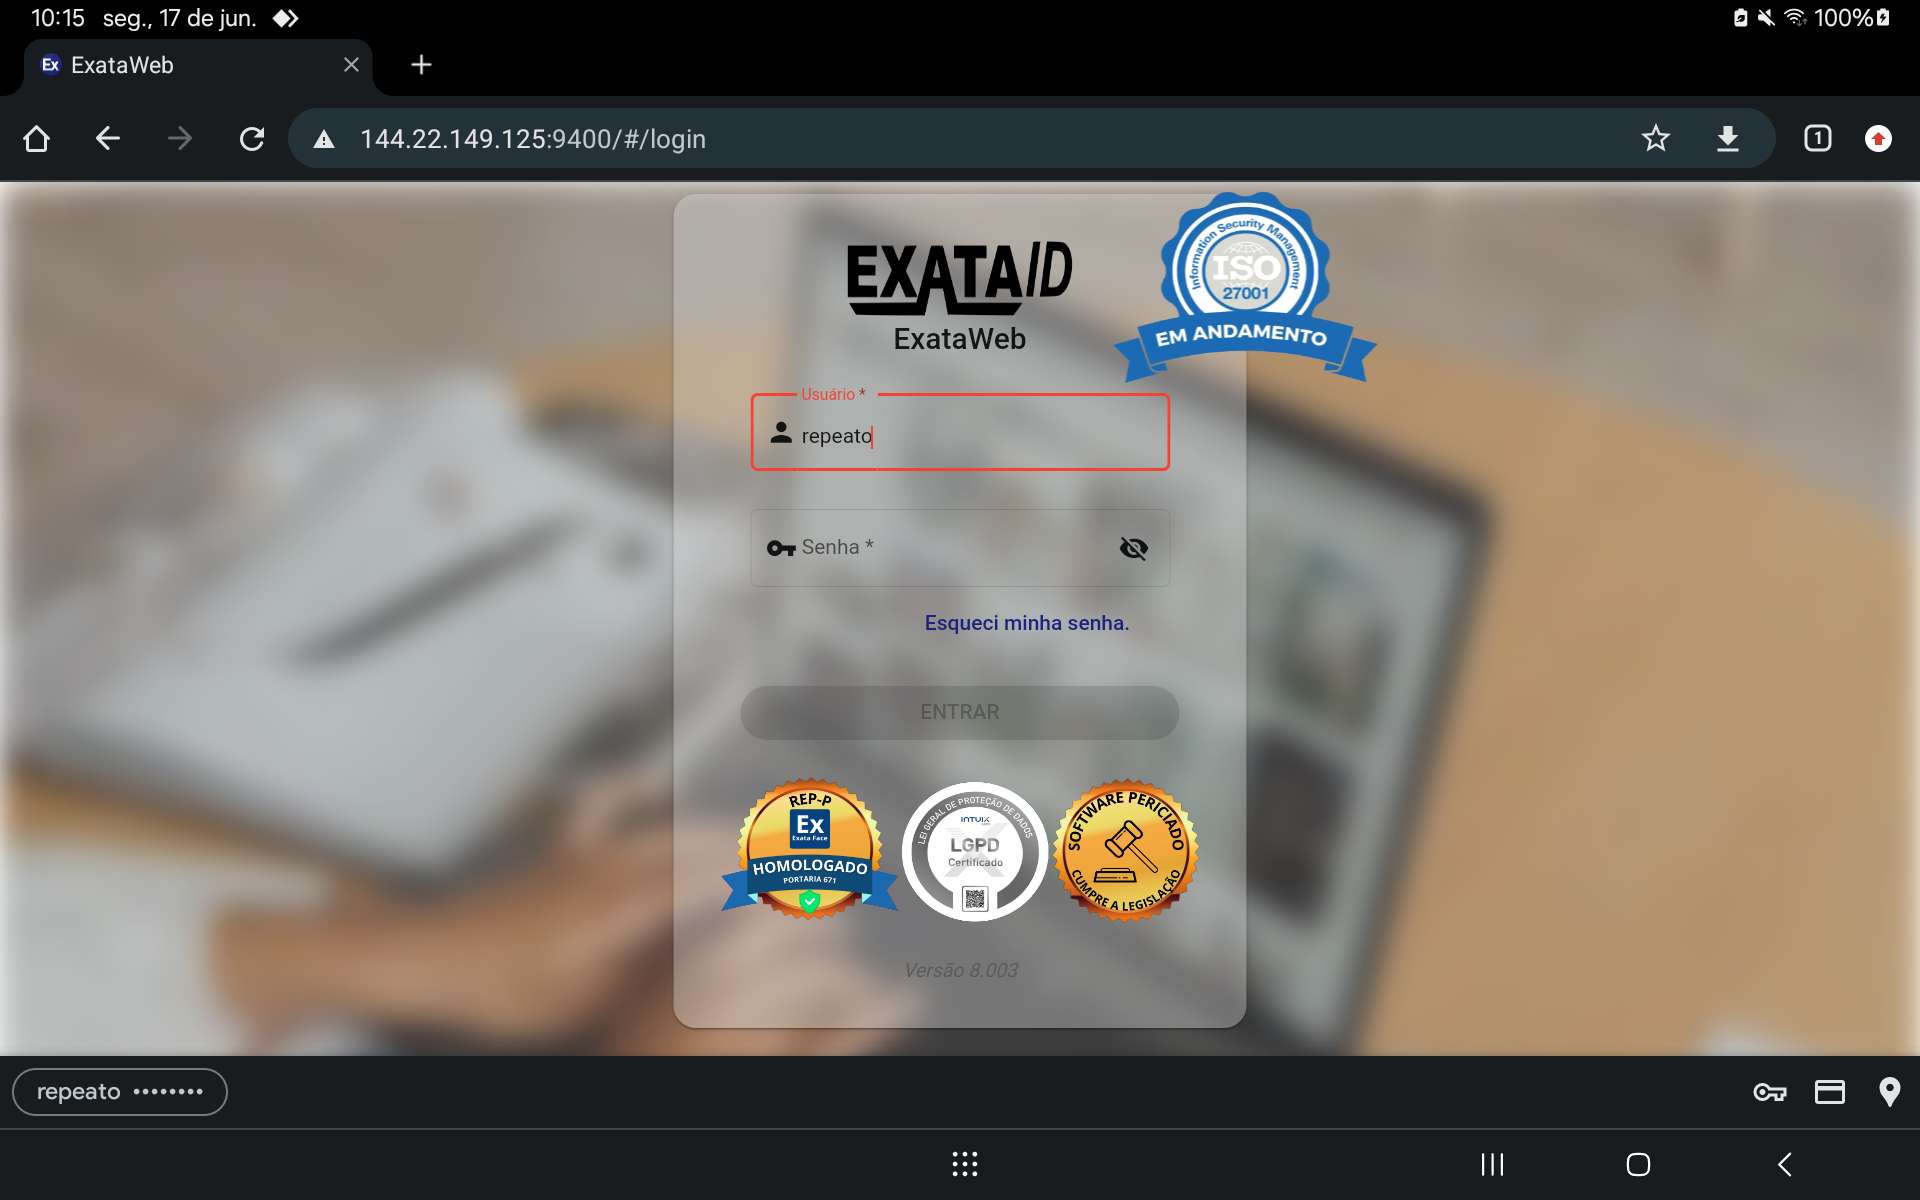 10:15 seg., 17 de jun. 100%
Ex ExataWeb
144.22.149.125:9400/#/login 1
EXATAID
ExataWeb
Information Security Management
ISO
27001
EM ANDAMENTO
Usuário *
repeato
Senha *
Esqueci minha senha.
ENTRAR
REP-P
Ex
Exata Face
HOMOLOGADO
PORTARIA 671
LEI GERAL DE PROTEÇÃO DE DADOS
INTUIX
LGPD
Certificado
SOFTWARE PERICIADO
CUMPRE A LEGISLAÇÃO
Versão 8.003
repeato ••••••••